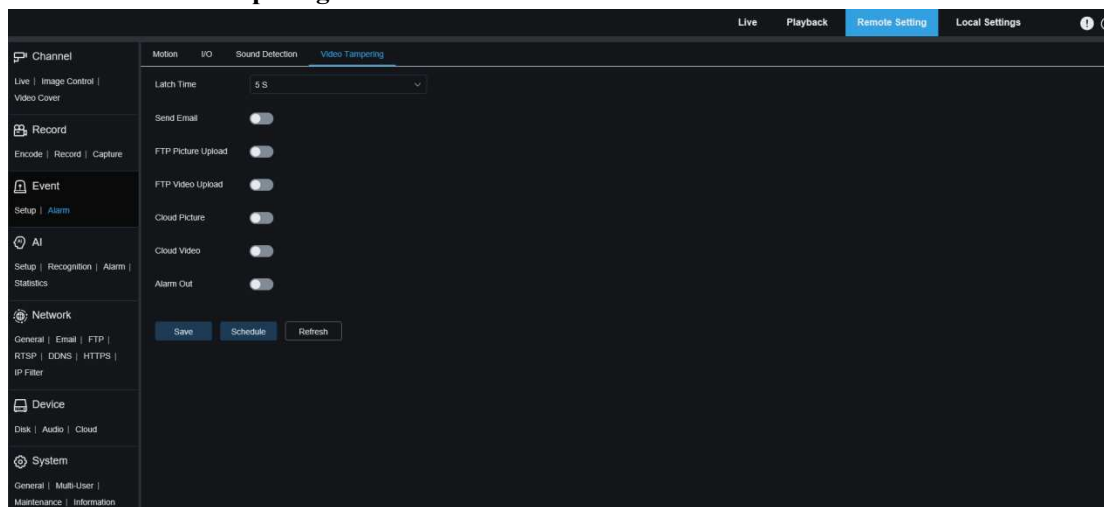 Live Playback Remote Setting Local Settings
Channel
Live | Image Control |
Video Cover
Record
Encode | Record | Capture
Event
Setup | Alarm
AI
Setup | Recognition | Alarm |
Statistics
Network
General | Email | FTP |
RTSP | DDNS | HTTPS |
IP Filter
Device
Disk | Audio | Cloud
System
General | Multi-User |
Maintenance | Information
Motion I/O Sound Detection Video Tampering
Latch Time 5 S
Send Email
FTP Picture Upload
FTP Video Upload
Cloud Picture
Cloud Video
Alarm Out
Save Schedule Refresh